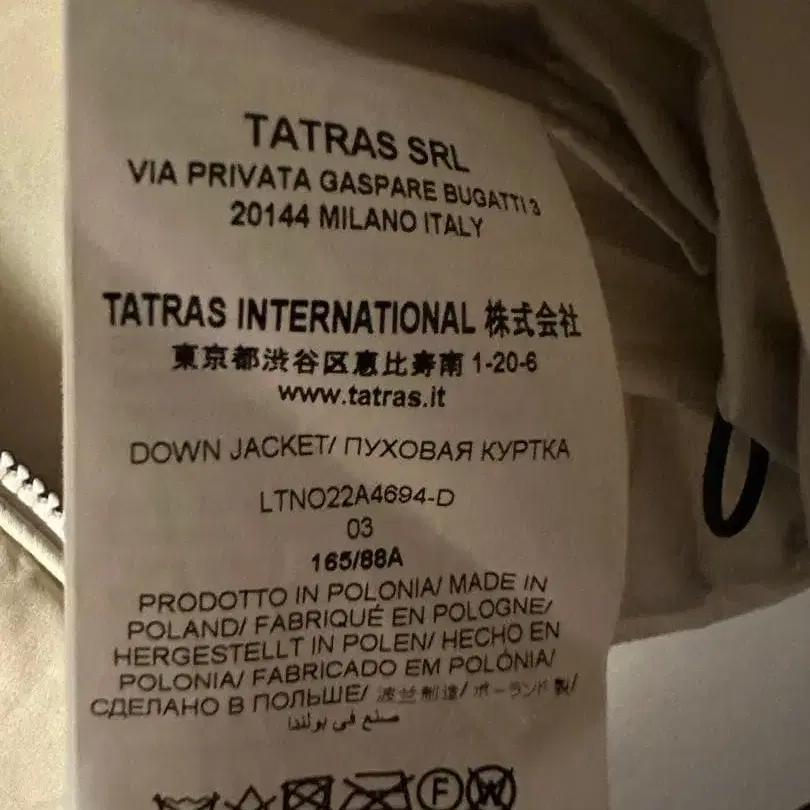 TATRAS SRL
VIA PRIVATA GASPARE BUGATTI 3
20144 MILANO ITALY
TATRAS INTERNATIONAL 株式会社
東京都渋谷区恵比寿南 1-20-6
www.tatras.it
DOWN JACKET/ ПУХОВАЯ КУРТКА
LTNO22A4694-D
03
165/88A
PRODOTTO IN POLONIA/ MADE IN
POLAND/ FABRIQUÉ EN POLOGNE/
HERGESTELLT IN POLEN/ HECHO EN
POLONIA/ FABRICADO EM POLÓNIA/
СДЕЛАНО В ПОЛЬШЕ/ 波兰制造/ ポーランド製/
صنع في بولندا
F W